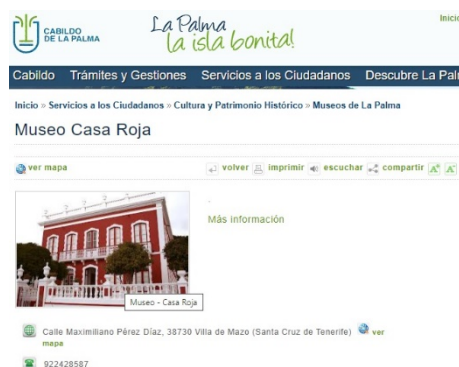 CABILDO
DE LA PALMA
La Palma
la isla bonita!
Inicio
Cabildo Trámites y Gestiones Servicios a los Ciudadanos Descubre La Pal
Inicio » Servicios a los Ciudadanos » Cultura y Patrimonio Histórico » Museos de La Palma
Museo Casa Roja
ver mapa volver imprimir escuchar compartir A+ A
Más información
Museo - Casa Roja
Calle Maximiliano Pérez Díaz, 38730 Villa de Mazo (Santa Cruz de Tenerife) ver
mapa
922428587